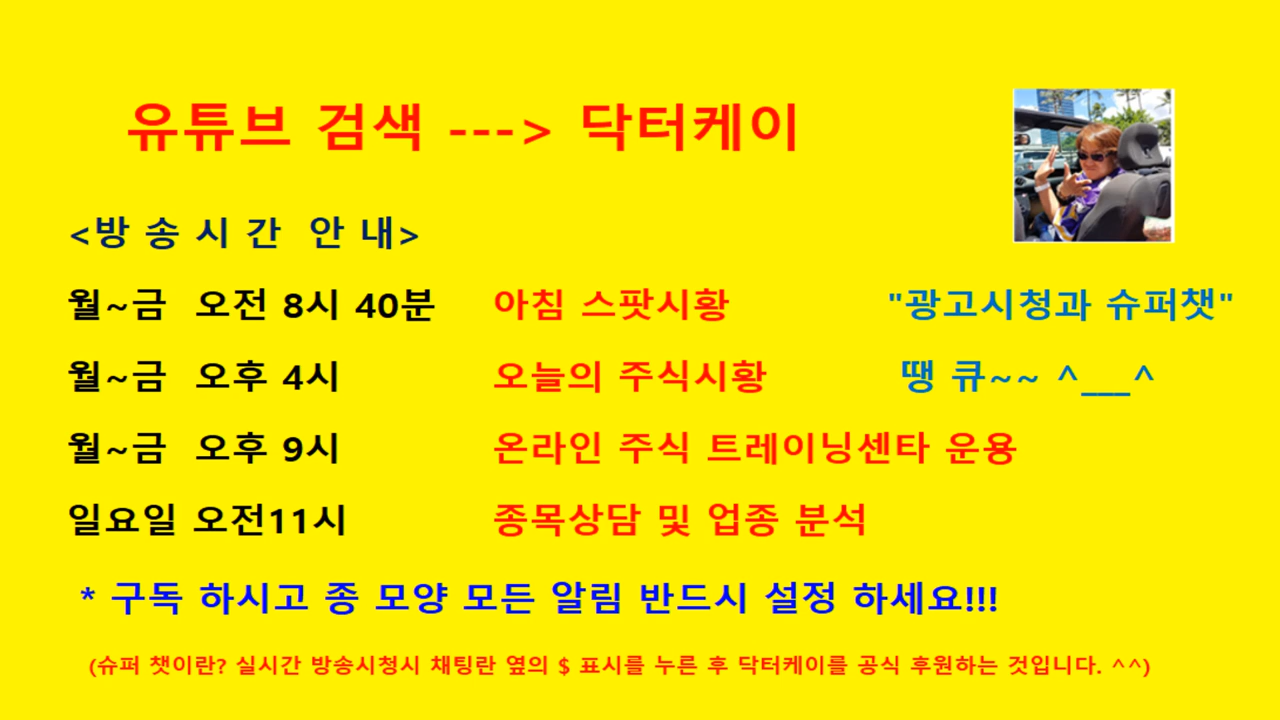 유튜브 검색 ---> 닥터케이
<방 송 시 간 안 내>
월~금 오전 8시 40분 아침 스팟시황 "광고시청과 슈퍼챗"
월~금 오후 4시 오늘의 주식시황 땡 큐~~ ^___^
월~금 오후 9시 온라인 주식 트레이닝센타 운용
일요일 오전11시 종목상담 및 업종 분석
* 구독 하시고 종 모양 모든 알림 반드시 설정 하세요!!!
(슈퍼 챗이란? 실시간 방송시청시 채팅란 옆의 $ 표시를 누른 후 닥터케이를 공식 후원하는 것입니다. ^^)